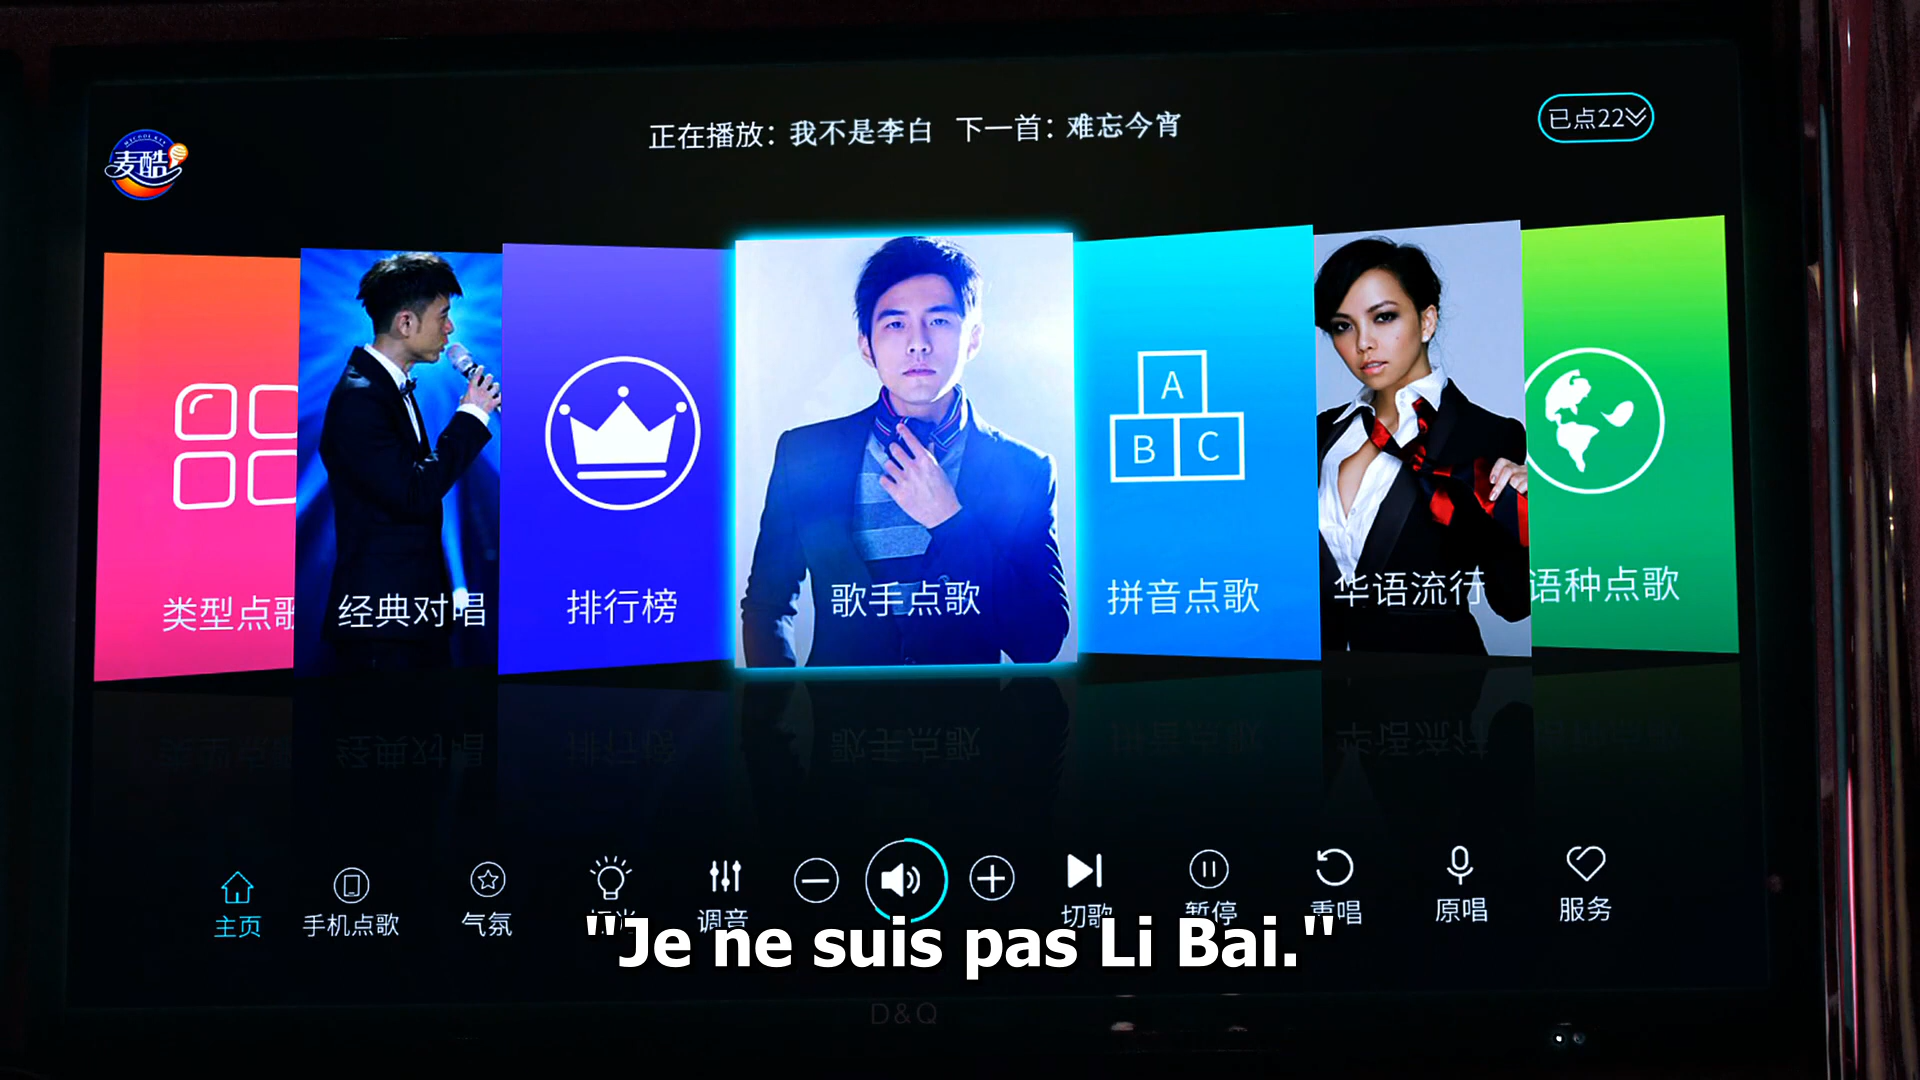 正在播放：我不是李白 下一首：难忘今宵
已点22
麦酷
类型点歌
经典对唱
排行榜
歌手点歌
A
B C
拼音点歌
华语流行
语种点歌
主页
手机点歌
气氛
调音
切歌
暂停
重唱
原唱
服务
"Je ne suis pas Li Bai."
D&Q